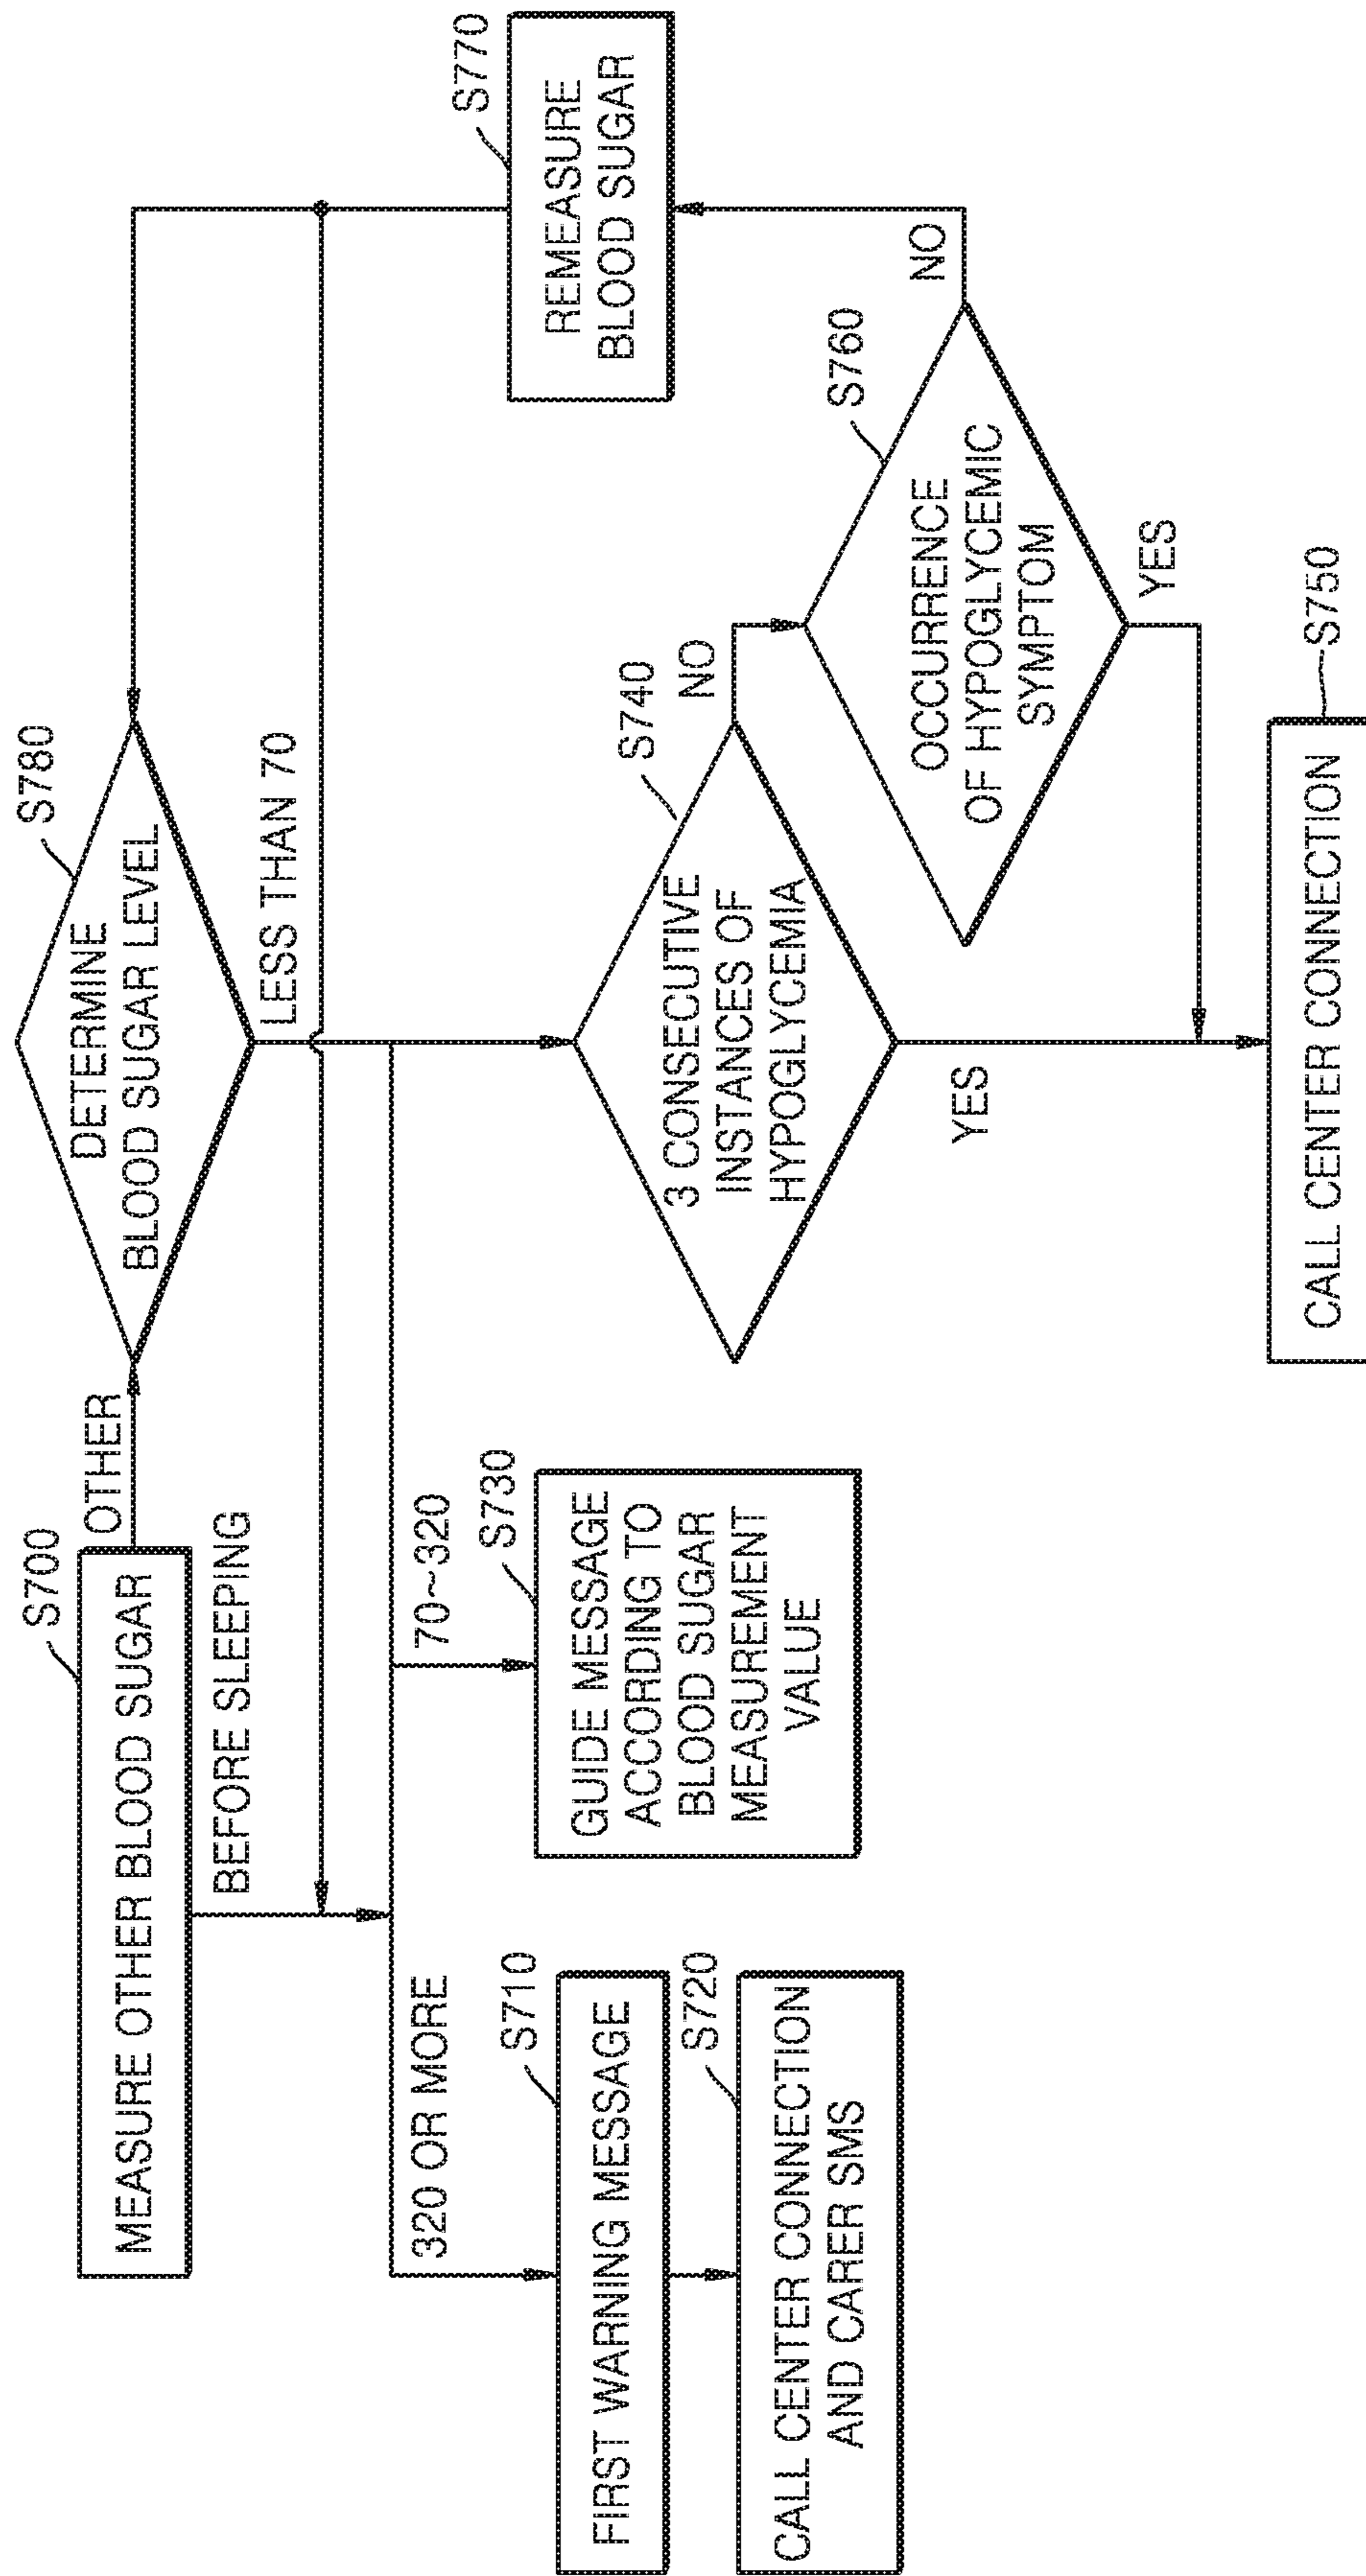 S700
MEASURE OTHER BLOOD SUGAR
OTHER
BEFORE SLEEPING
S780
DETERMINE
BLOOD SUGAR LEVEL
LESS THAN 70
320 OR MORE
70~320
S710
FIRST WARNING MESSAGE
S720
CALL CENTER CONNECTION
AND CARER SMS
S730
GUIDE MESSAGE
ACCORDING TO
BLOOD SUGAR
MEASUREMENT
VALUE
S740
3 CONSECUTIVE
INSTANCES OF
HYPOGLYCEMIA
NO
YES
S760
OCCURRENCE
OF HYPOGLYCEMIC
SYMPTOM
NO
YES
S770
REMEASURE
BLOOD SUGAR
S750
CALL CENTER CONNECTION